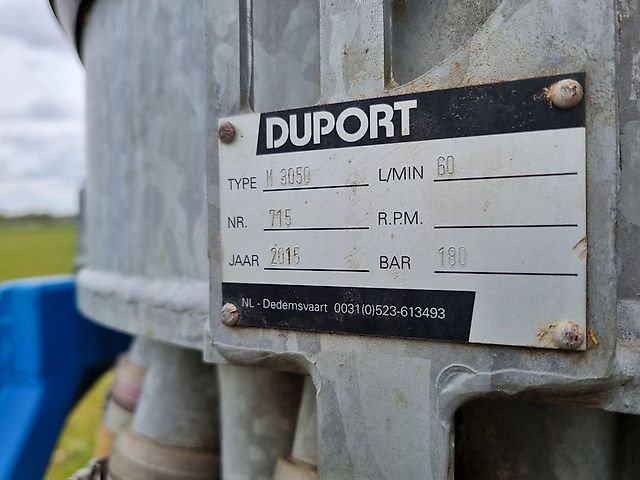 DUPORT
TYPE M 3050 L/MIN 60
NR. 715 R.P.M.
JAAR 2015 BAR 180
NL - Dedemsvaart 0031(0)523-613493